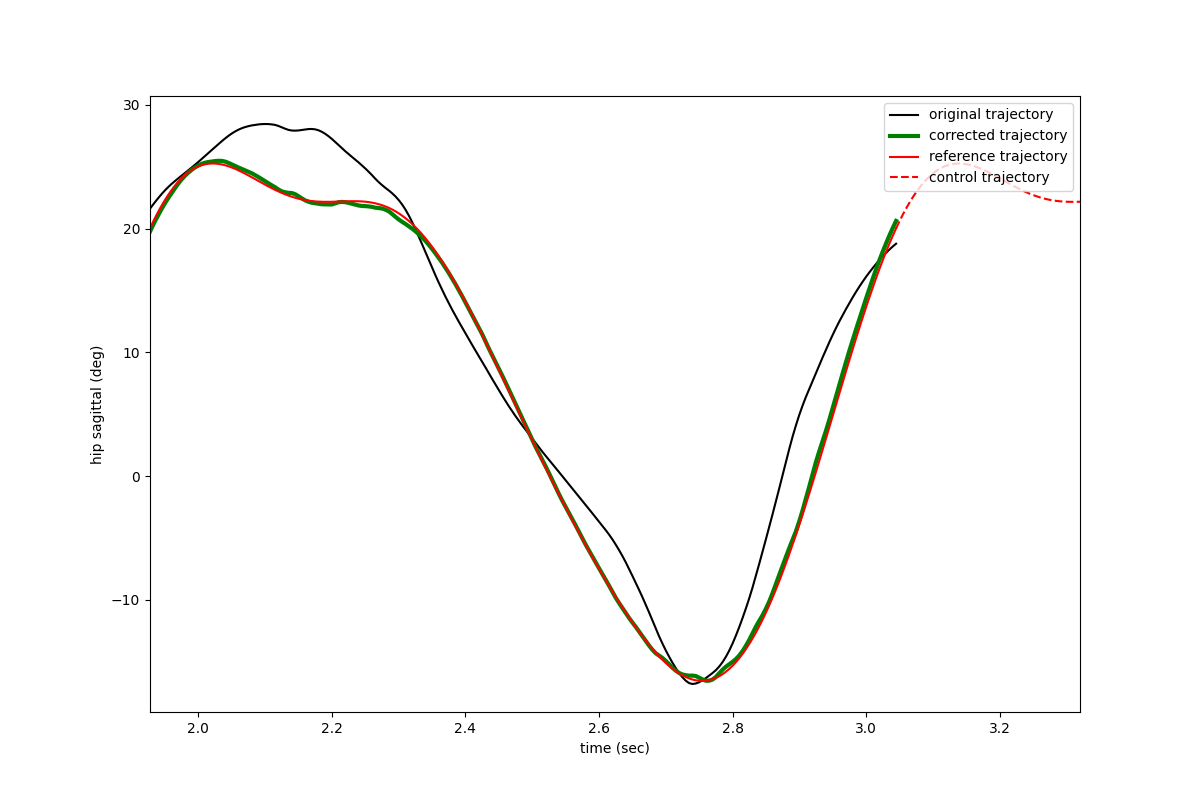 original trajectory
corrected trajectory
reference trajectory
control trajectory
30
20
10
0
−10
hip sagittal (deg)
2.0 2.2 2.4 2.6 2.8 3.0 3.2
time (sec)